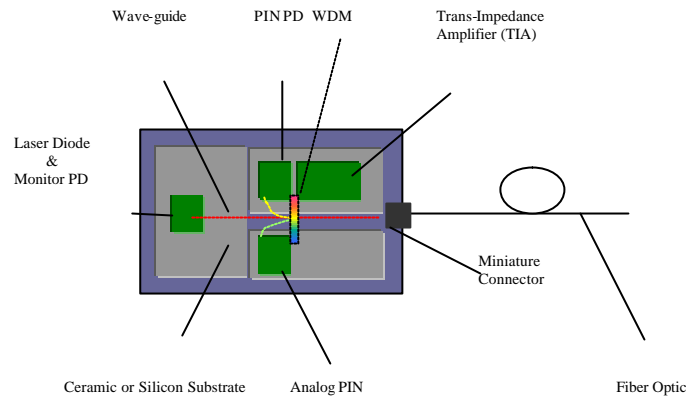 Wave-guide
PIN PD WDM
Trans-Impedance
Amplifier (TIA)
Laser Diode
&
Monitor PD
Miniature
Connector
Ceramic or Silicon Substrate
Analog PIN
Fiber Optic